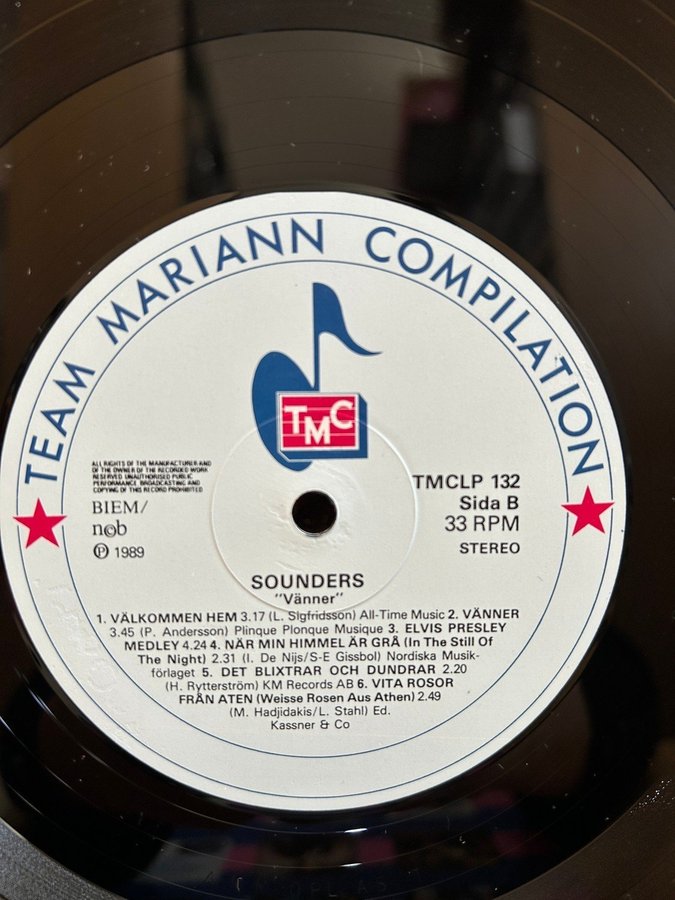 TEAM MARIANN COMPILATION
TMC
ALL RIGHTS OF THE MANUFACTURER AND
OF THE OWNER OF THE RECORDED WORK
RESERVED UNAUTHORISED PUBLIC
PERFORMANCE BROADCASTING AND
COPYING OF THIS RECORD PROHIBITED
BIEM/
n©b
Ⓟ 1989
TMCLP 132
Sida B
33 RPM
STEREO
SOUNDERS
"Vänner"
1. VÄLKOMMEN HEM 3.17 (L. Sigfridsson) All-Time Music 2. VÄNNER
3.45 (P. Andersson) Plinque Plonque Musique 3. ELVIS PRESLEY
MEDLEY 4.24 4. NÄR MIN HIMMEL ÄR GRÅ (In The Still Of
The Night) 2.31 (I. De Nijs/S-E Gissbol) Nordiska Musik-
förlaget 5. DET BLIXTRAR OCH DUNDRAR 2.20
(H. Rytterström) KM Records AB 6. VITA ROSOR
FRÅN ATEN (Weisse Rosen Aus Athen) 2.49
(M. Hadjidakis/L. Stahl) Ed.
Kassner & Co